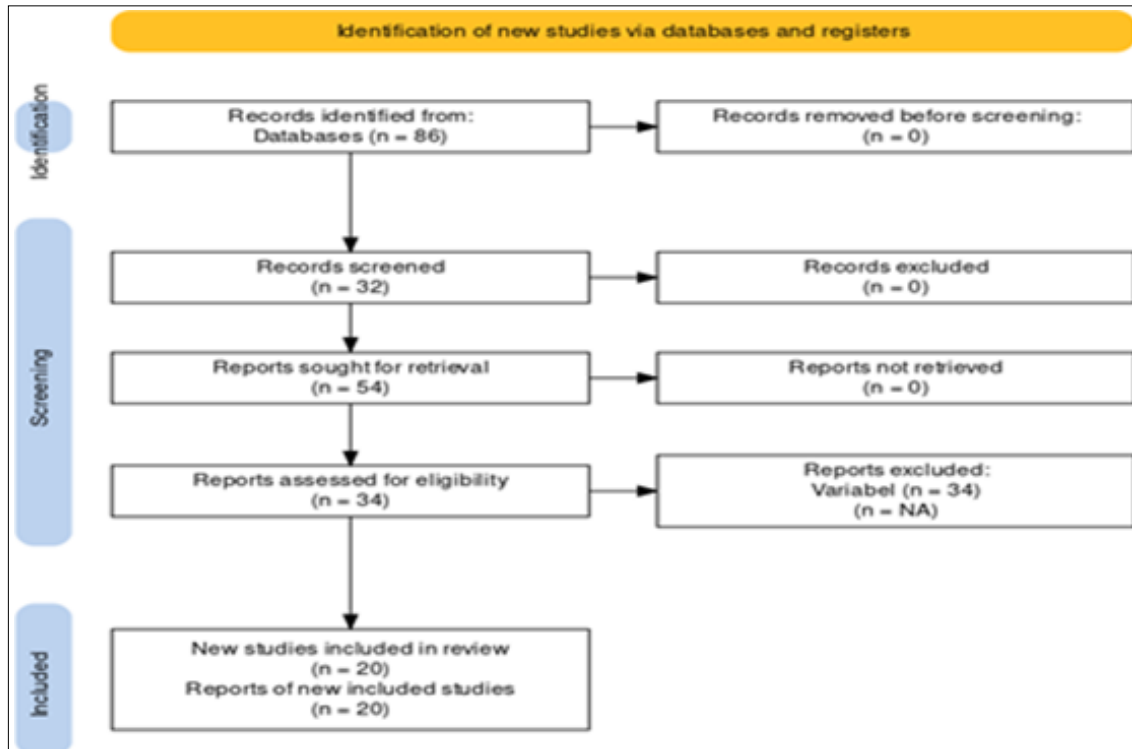 Identification of new studies via databases and registers
Identification
Records identified from:
Databases (n = 86)
Records removed before screening:
(n = 0)
Screening
Records screened
(n = 32)
Records excluded
(n = 0)
Reports sought for retrieval
(n = 54)
Reports not retrieved
(n = 0)
Reports assessed for eligibility
(n = 34)
Reports excluded:
Variabel (n = 34)
(n = NA)
Included
New studies included in review
(n = 20)
Reports of new included studies
(n = 20)